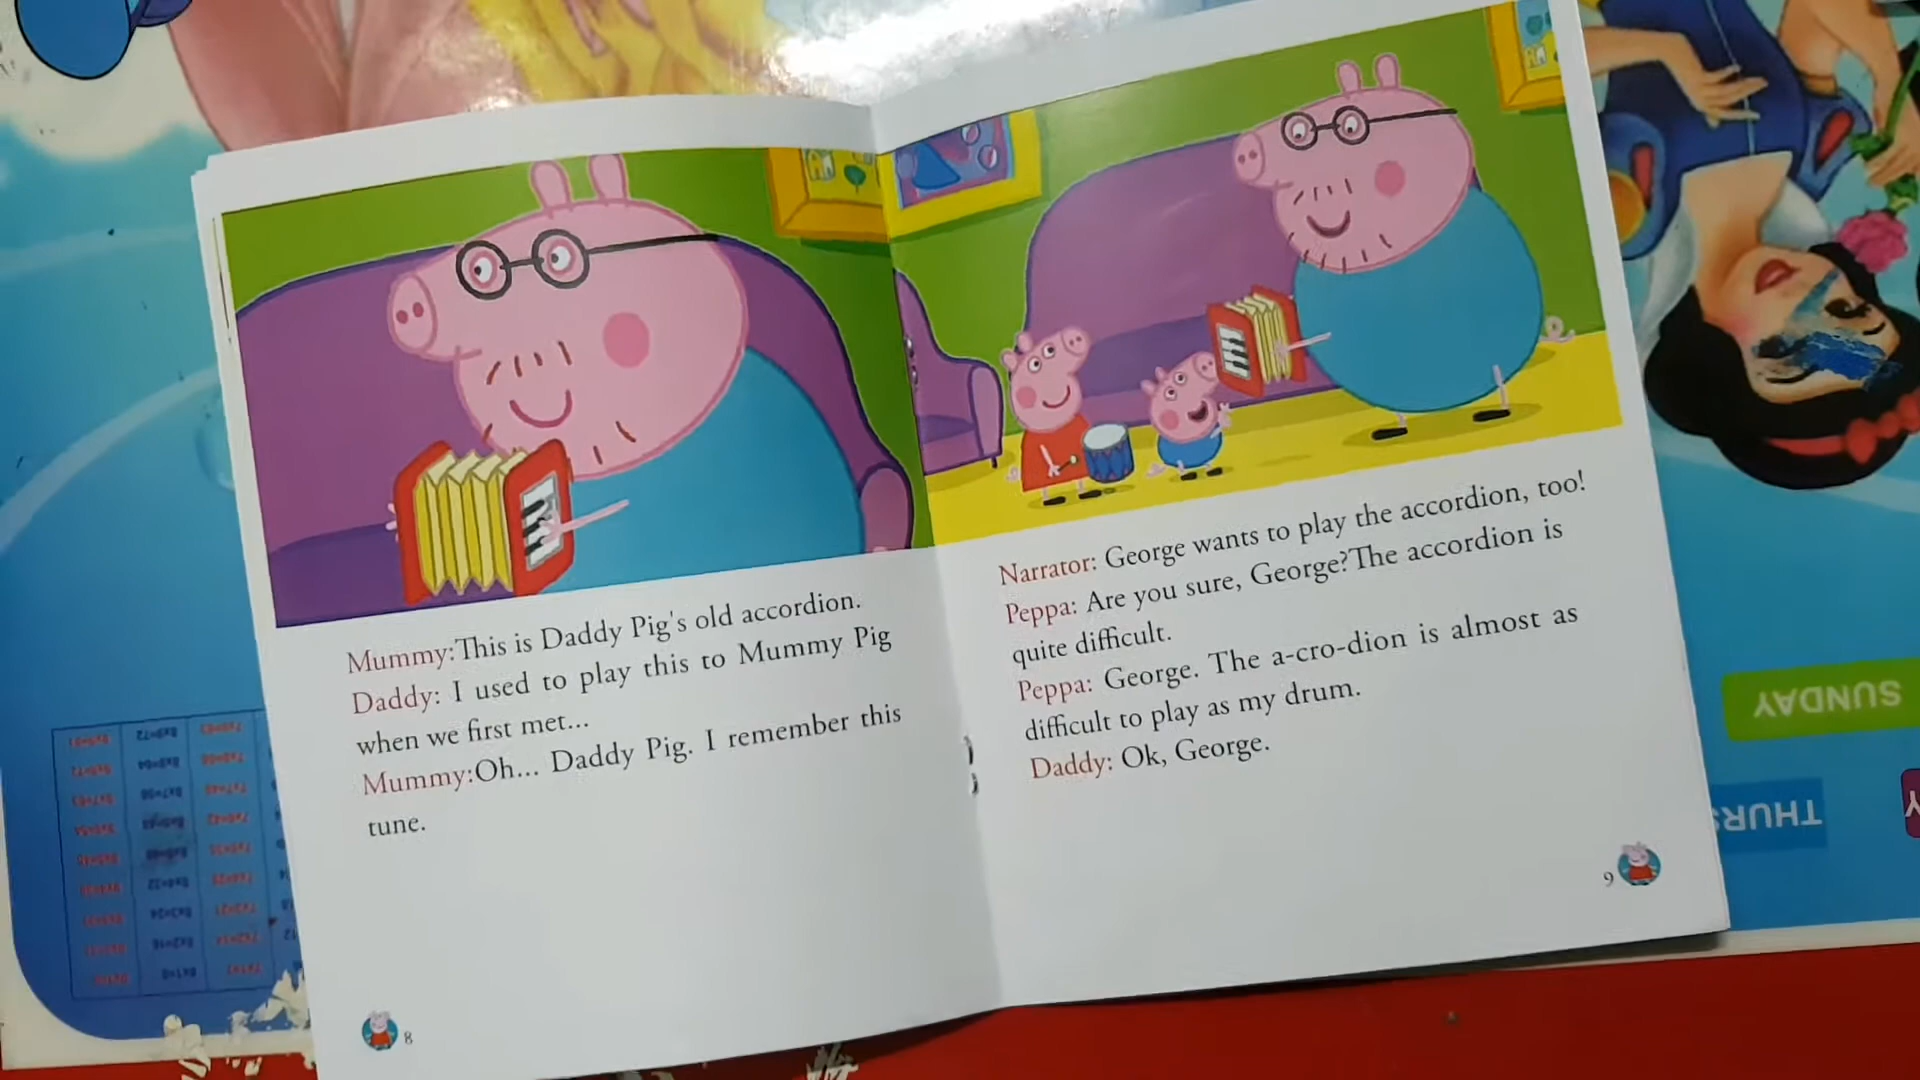 Mummy:This is Daddy Pig's old accordion.
Daddy: I used to play this to Mummy Pig
when we first met...
Mummy:Oh... Daddy Pig. I remember this
tune.
8
Narrator: George wants to play the accordion, too!
Peppa: Are you sure, George?The accordion is
quite difficult.
Peppa: George. The a-cro-dion is almost as
difficult to play as my drum.
Daddy: Ok, George.
9
SUNDAY
THURS